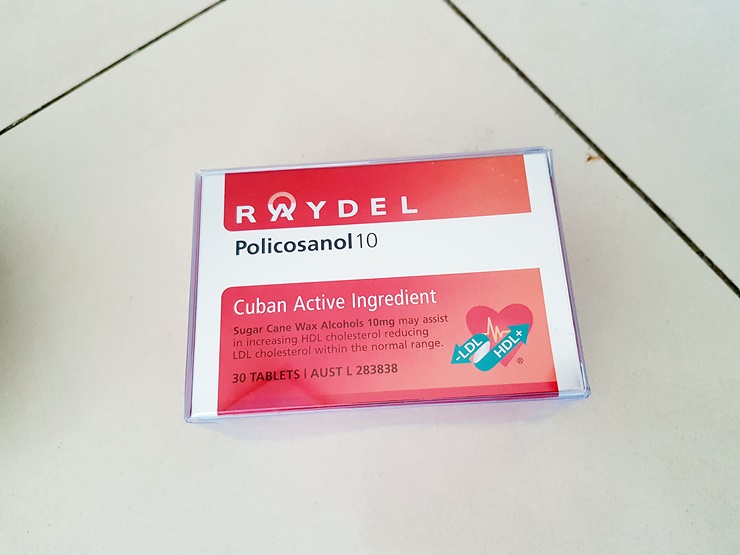 RAYDEL
Policosanol10
Cuban Active Ingredient
Sugar Cane Wax Alcohols 10mg may assist
in increasing HDL cholesterol reducing
LDL cholesterol within the normal range.
30 TABLETS | AUST L 283838
-LDL
HDL+
®